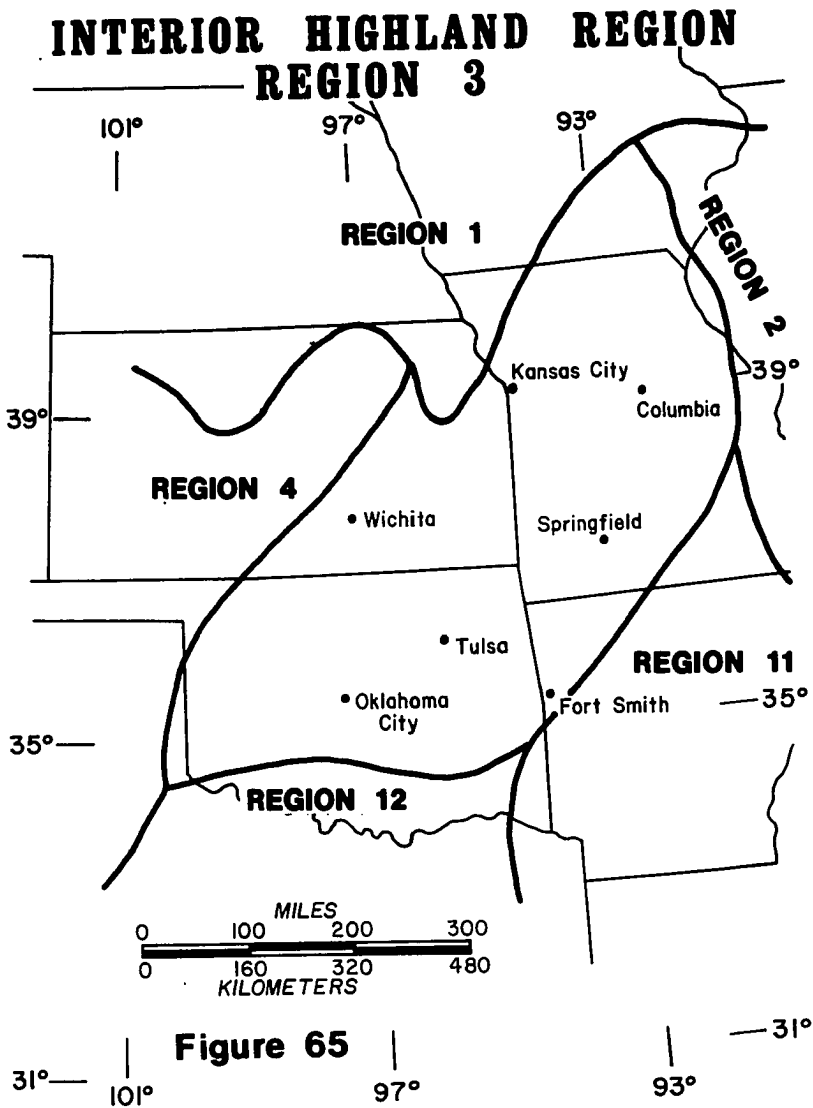 INTERIOR HIGHLAND REGION
REGION 3
101°
97°
93°
REGION 1
REGION 2
Kansas City
39°
Columbia
39°
REGION 4
Wichita
Springfield
Tulsa
REGION 11
Oklahoma
City
Fort Smith
35°
35°
REGION 12
MILES
0 100 200 300
0 160 320 480
KILOMETERS
Figure 65
31°
31°
101°
97°
93°